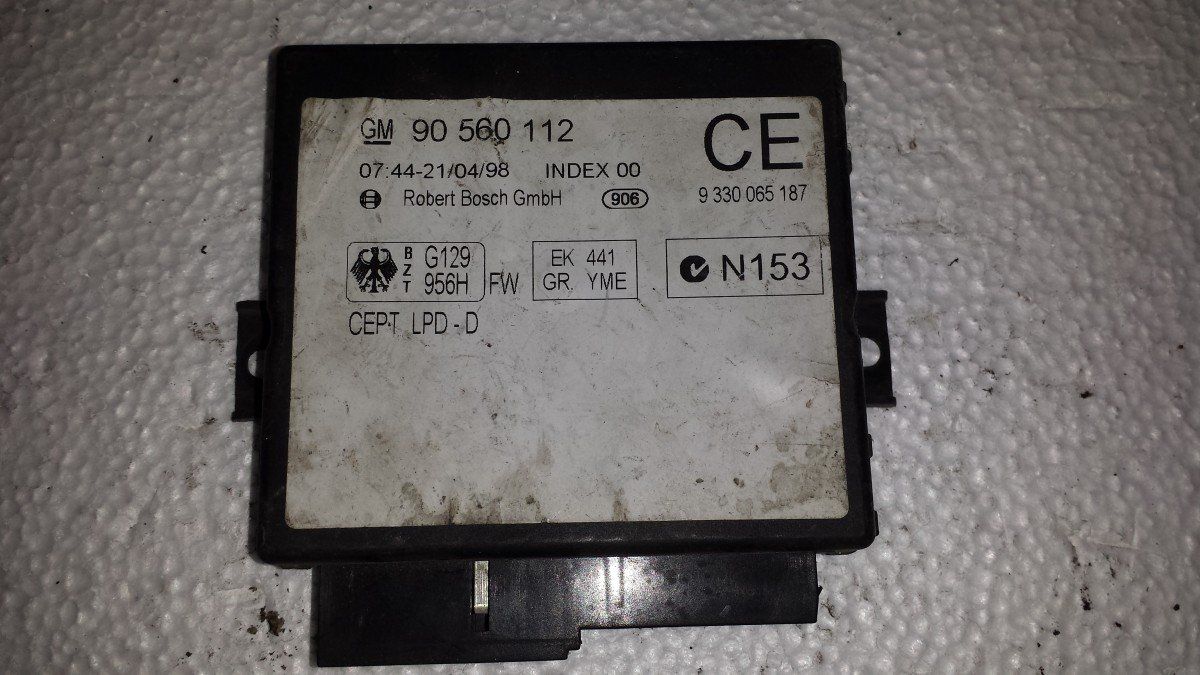 GM 90 560 112
CE
07:44-21/04/98 INDEX 00
Robert Bosch GmbH 906 9 330 065 187
BZT G129 956H FW
EK 441
GR. YME
N153
CEPT LPD - D